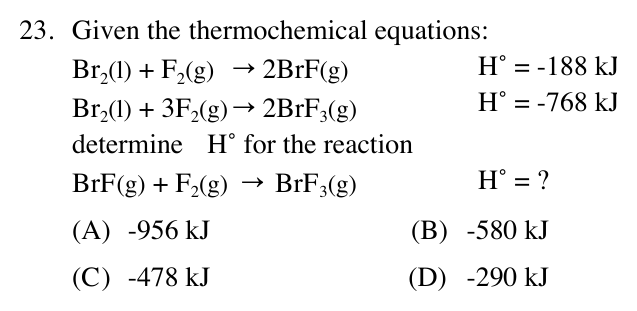 23. Given the thermochemical equations:
Br₂(l) + F₂(g) → 2BrF(g) H° = -188 kJ
Br₂(l) + 3F₂(g) → 2BrF₃(g) H° = -768 kJ
determine H° for the reaction
BrF(g) + F₂(g) → BrF₃(g) H° = ?
(A) -956 kJ (B) -580 kJ
(C) -478 kJ (D) -290 kJ